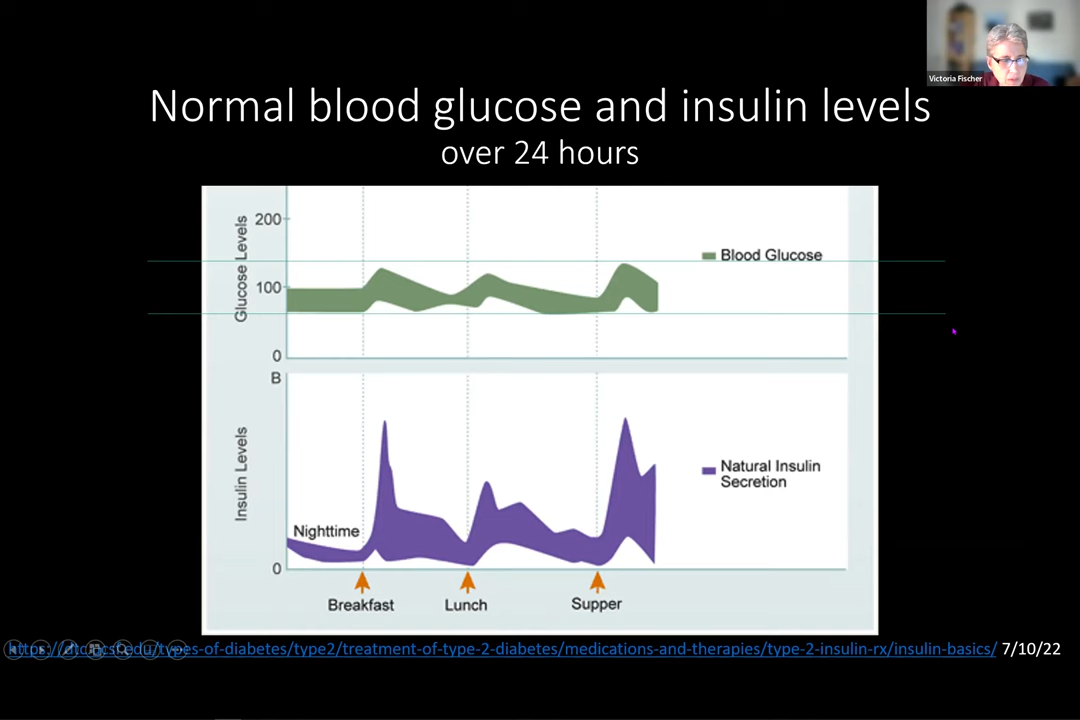 Victoria Fischer
Normal blood glucose and insulin levels
over 24 hours
Glucose Levels
200
100
0
Blood Glucose
B
Insulin Levels
0
Nighttime
Natural Insulin
Secretion
Breakfast
Lunch
Supper
https://dtc.ucsf.edu/types-of-diabetes/type2/treatment-of-type-2-diabetes/medications-and-therapies/type-2-insulin-rx/insulin-basics/ 7/10/22